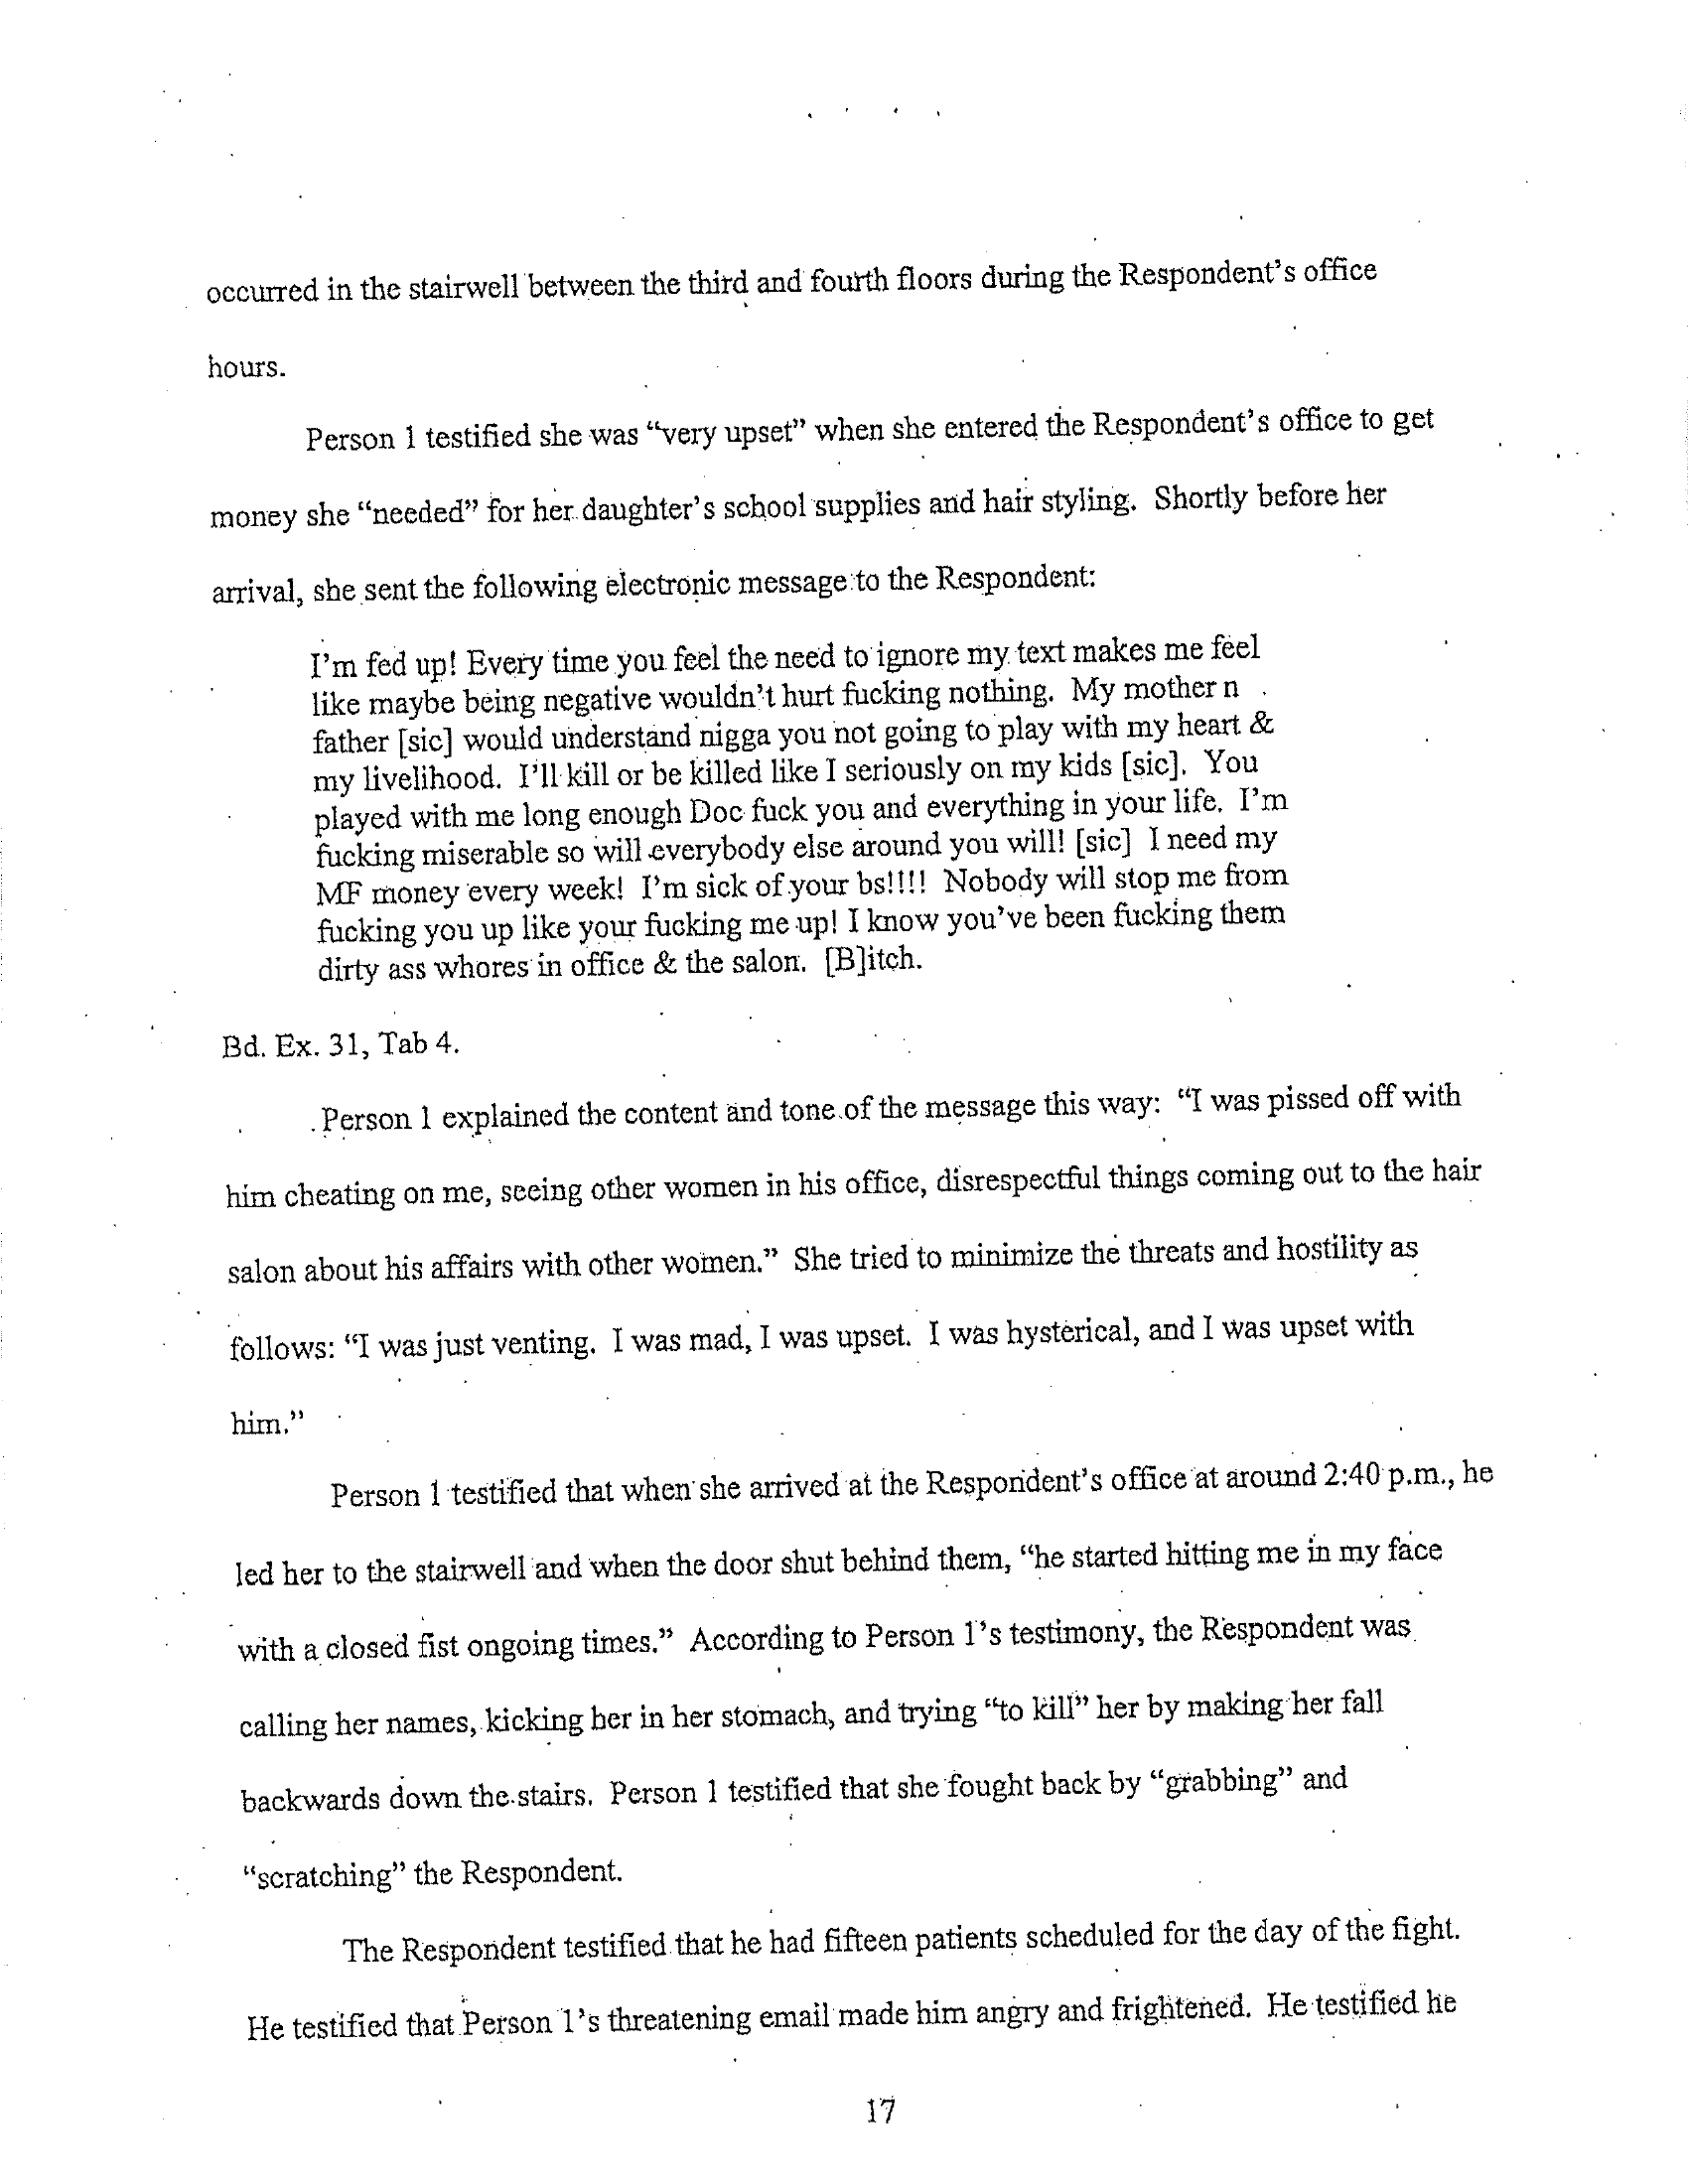 occurred in the stairwell between the third and fourth floors during the Respondent's office
hours.
Person 1 testified she was “very upset” when she entered the Respondent's office to get
money she “needed” for her daughter's school supplies and hair styling. Shortly before her
arrival, she sent the following electronic message to the Respondent:
I'm fed up! Every time you feel the need to ignore my text makes me feel
like maybe being negative wouldn't hurt fucking nothing. My mother n
father [sic] would understand nigga you not going to play with my heart &
my livelihood. I'll kill or be killed like I seriously on my kids [sic]. You
played with me long enough Doc fuck you and everything in your life. I'm
fucking miserable so will everybody else around you will! [sic] I need my
MF money every week! I'm sick of your bs!!!! Nobody will stop me from
fucking you up like your fucking me up! I know you've been fucking them
dirty ass whores in office & the salon. [B]itch.
Bd. Ex. 31, Tab 4.
Person 1 explained the content and tone of the message this way: “I was pissed off with
him cheating on me, seeing other women in his office, disrespectful things coming out to the hair
salon about his affairs with other women.” She tried to minimize the threats and hostility as
follows: “I was just venting. I was mad, I was upset. I was hysterical, and I was upset with
him.”
Person 1 testified that when she arrived at the Respondent's office at around 2:40 p.m., he
led her to the stairwell and when the door shut behind them, “he started hitting me in my face
with a closed fist ongoing times.” According to Person 1's testimony, the Respondent was
calling her names, kicking her in her stomach, and trying “to kill” her by making her fall
backwards down the stairs. Person 1 testified that she fought back by “grabbing” and
“scratching” the Respondent.
The Respondent testified that he had fifteen patients scheduled for the day of the fight.
He testified that Person 1's threatening email made him angry and frightened. He testified he
17